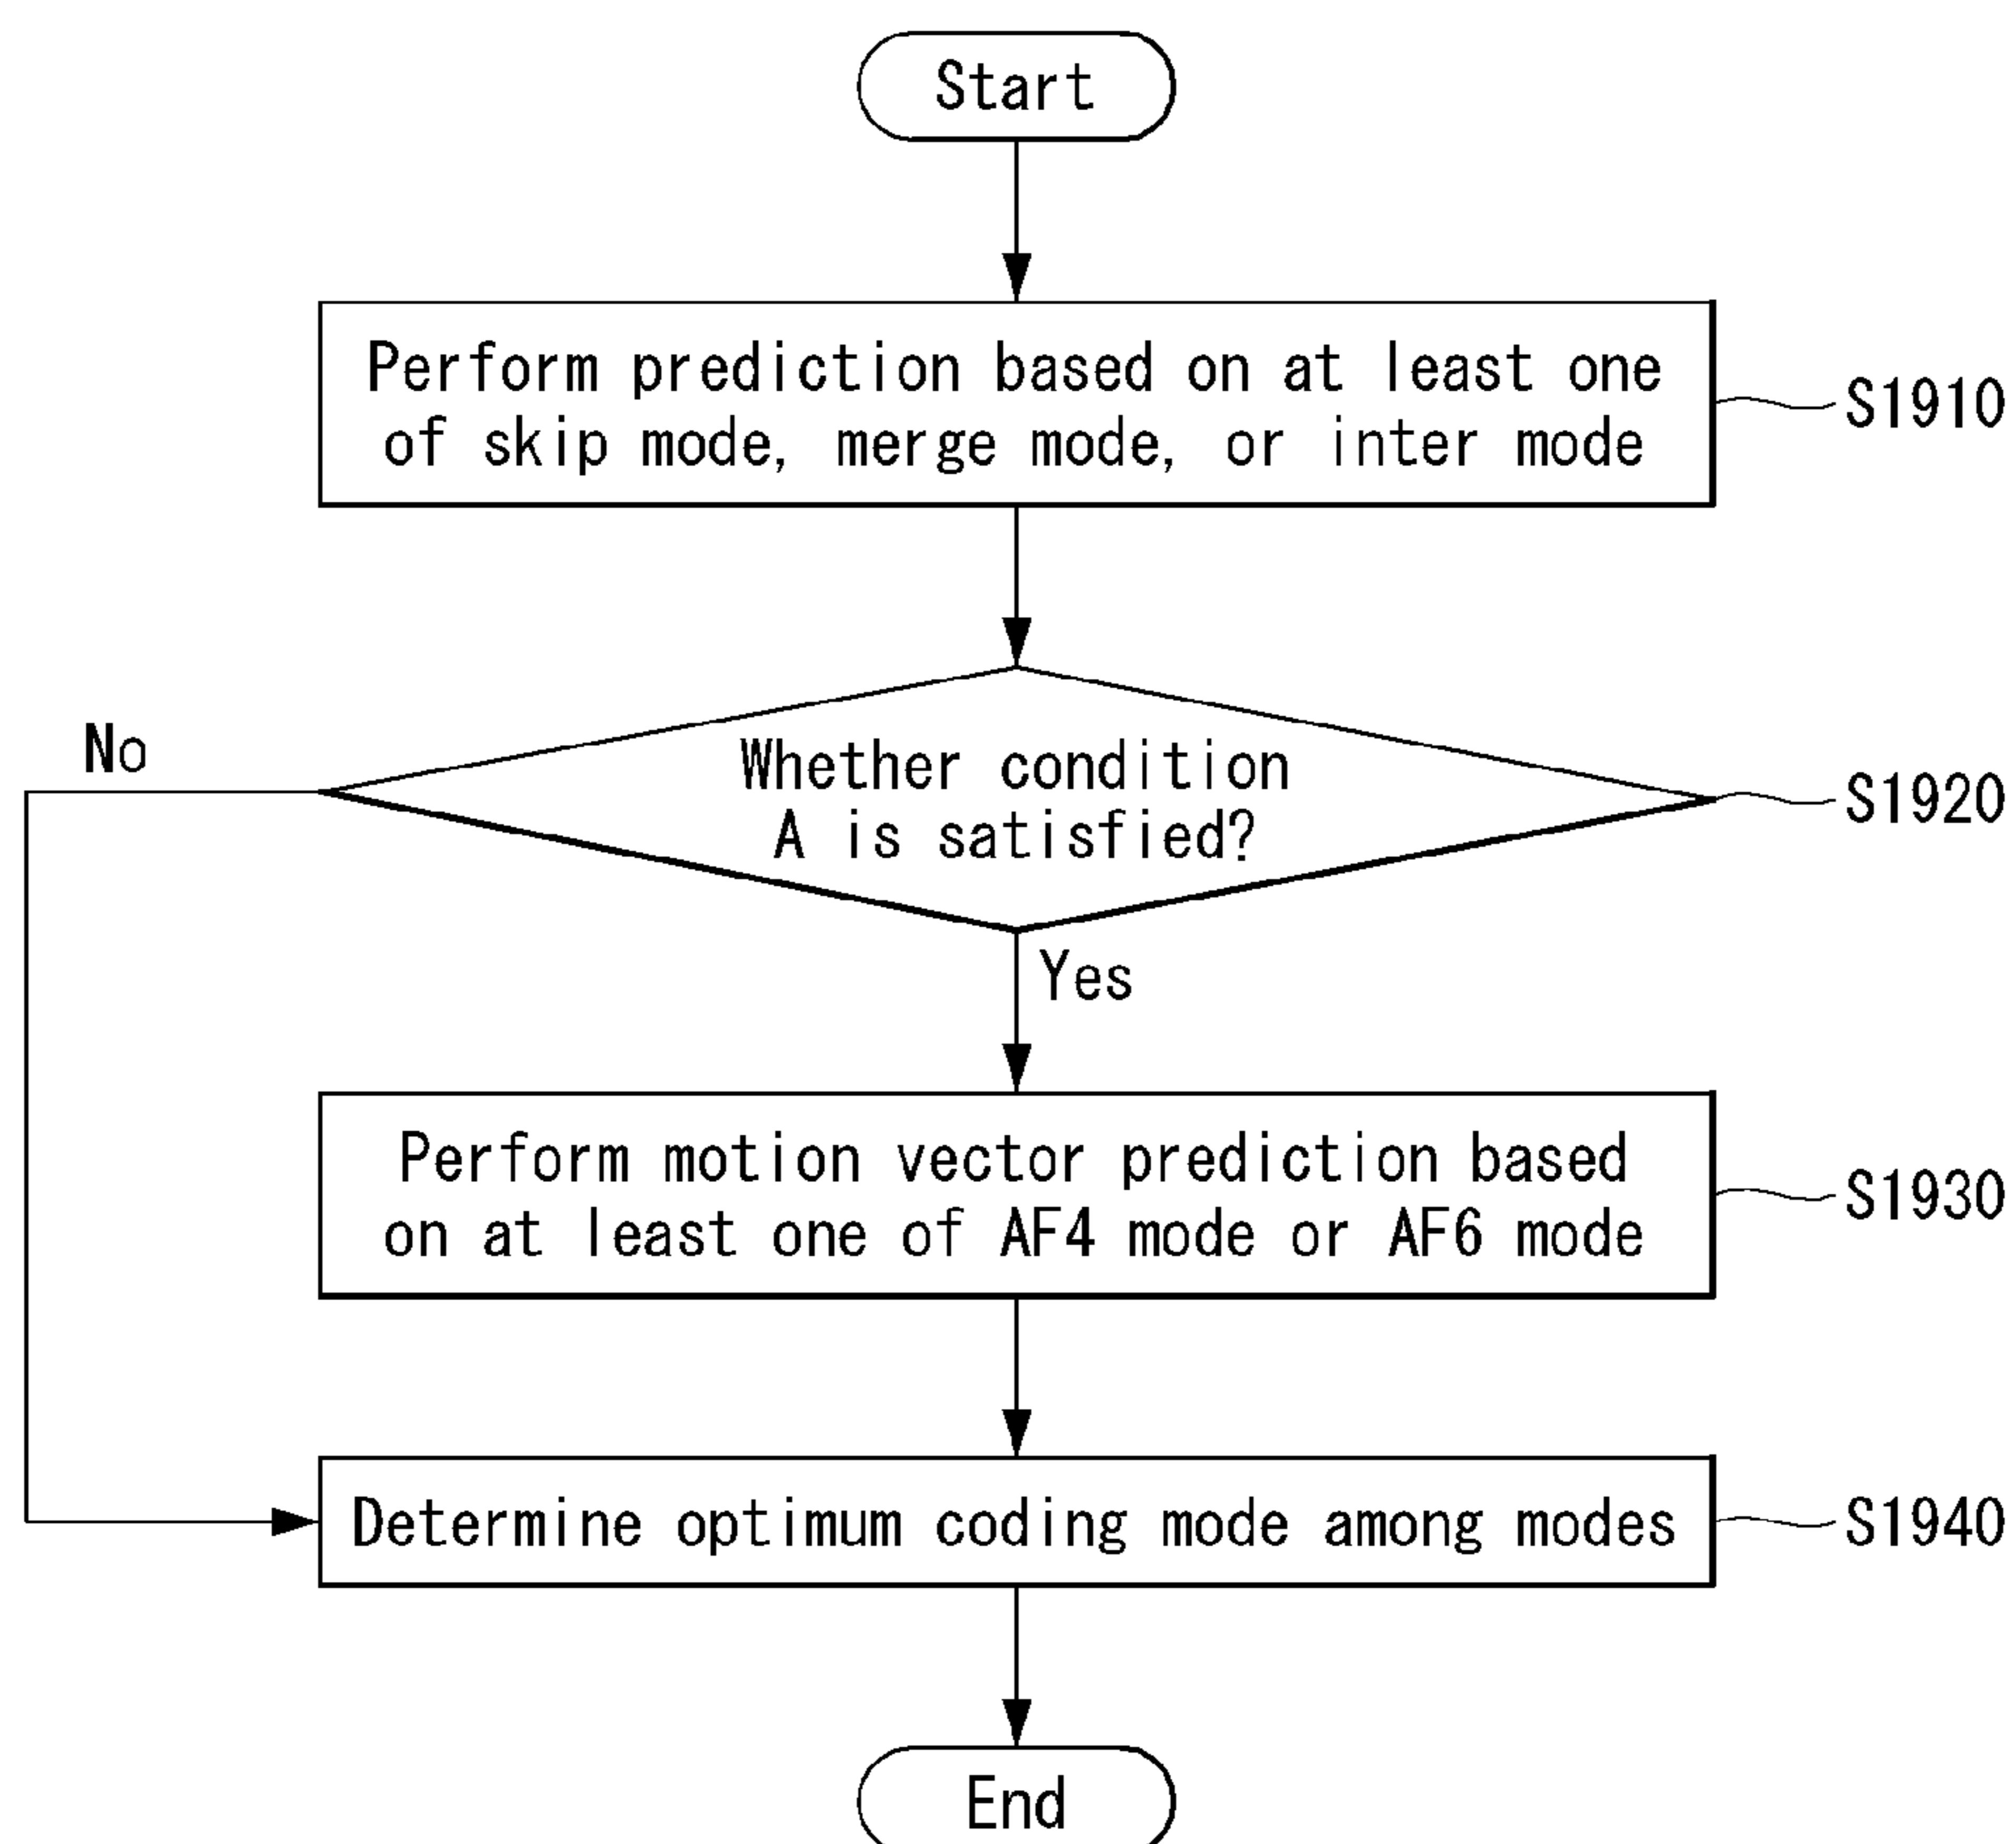 Start
Perform prediction based on at least one
of skip mode, merge mode, or inter mode
S1910
No
Whether condition
A is satisfied?
S1920
Yes
Perform motion vector prediction based
on at least one of AF4 mode or AF6 mode
S1930
Determine optimum coding mode among modes
S1940
End